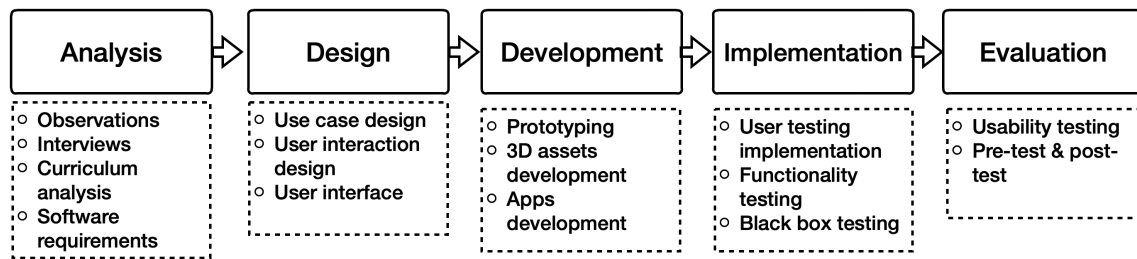 Analysis
Design
Development
Implementation
Evaluation
Observations
Interviews
Curriculum
analysis
Software
requirements
Use case design
User interaction
design
User interface
Prototyping
3D assets
development
Apps
development
User testing
implementation
Functionality
testing
Black box testing
Usability testing
Pre-test & post-
test